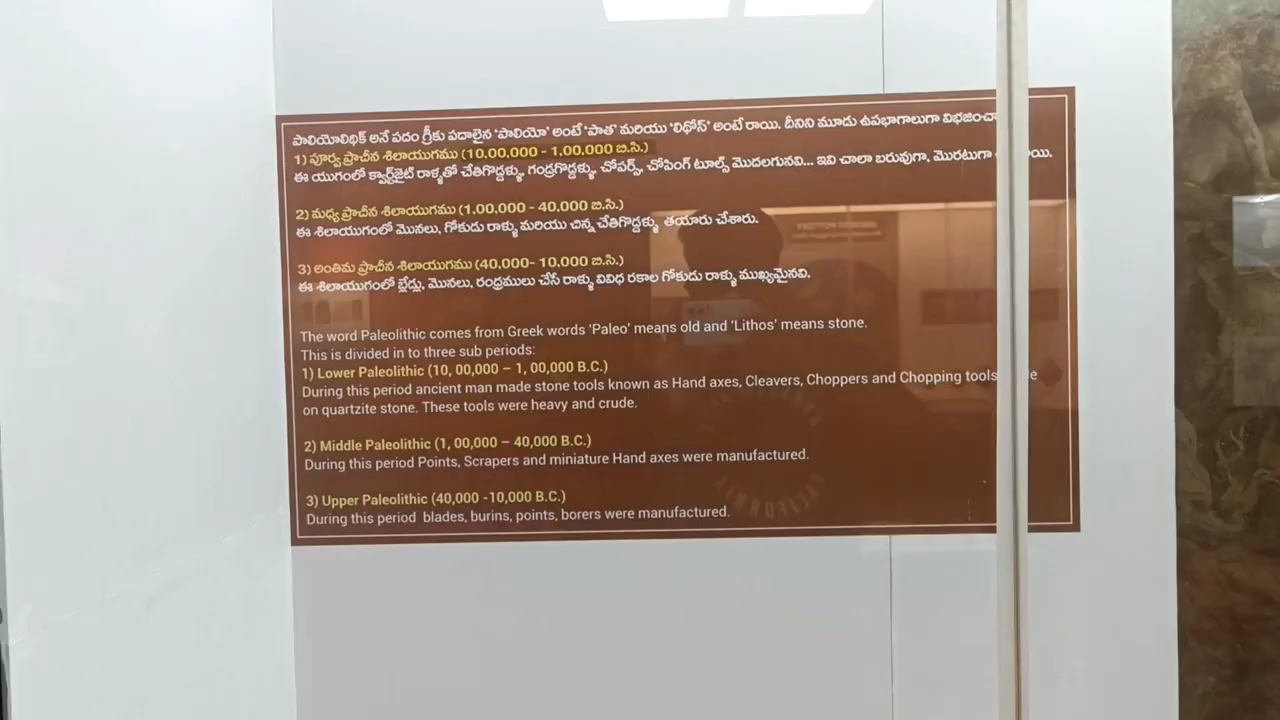 పాలియోలిథిక్ అనే పదం గ్రీకు పదాలైన 'పాలియో' అంటే 'పాత' మరియు 'లిథోస్' అంటే రాయి. దీనిని మూడు ఉపభాగాలుగా
1) పూర్వ ప్రాచీన శిలాయుగము (10,00,000 - 1,00,000 బి.సి.)
ఈ యుగంలో క్వార్ట్‌జైట్ రాళ్ళతో చేతిగొడ్డళ్ళు, గండ్రగొడ్డళ్ళు, చోపర్స్, చోపింగ్ టూల్స్ మొదలగునవి... ఇవి చాలా బరువుగా, మొరటుగా
2) మధ్య ప్రాచీన శిలాయుగము (1,00,000 - 40,000 బి.సి.)
ఈ శిలాయుగంలో మొనలు, గోకుడు రాళ్ళు మరియు చిన్న చేతిగొడ్డళ్ళు తయారు చేశారు.
3) అంతిమ ప్రాచీన శిలాయుగము (40,000- 10,000 బి.సి.)
ఈ శిలాయుగంలో బ్లేడ్లు, మొనలు, రంధ్రములు చేసే రాళ్ళు వివిధ రకాల గోకుడు రాళ్ళు ముఖ్యమైనవి.
The word Paleolithic comes from Greek words 'Paleo' means old and 'Lithos' means stone.
This is divided in to three sub periods:
1) Lower Paleolithic (10, 00,000 – 1, 00,000 B.C.)
During this period ancient man made stone tools known as Hand axes, Cleavers, Choppers and Chopping tools
on quartzite stone. These tools were heavy and crude.
2) Middle Paleolithic (1, 00,000 – 40,000 B.C.)
During this period Points, Scrapers and miniature Hand axes were manufactured.
3) Upper Paleolithic (40,000 -10,000 B.C.)
During this period blades, burins, points, borers were manufactured.